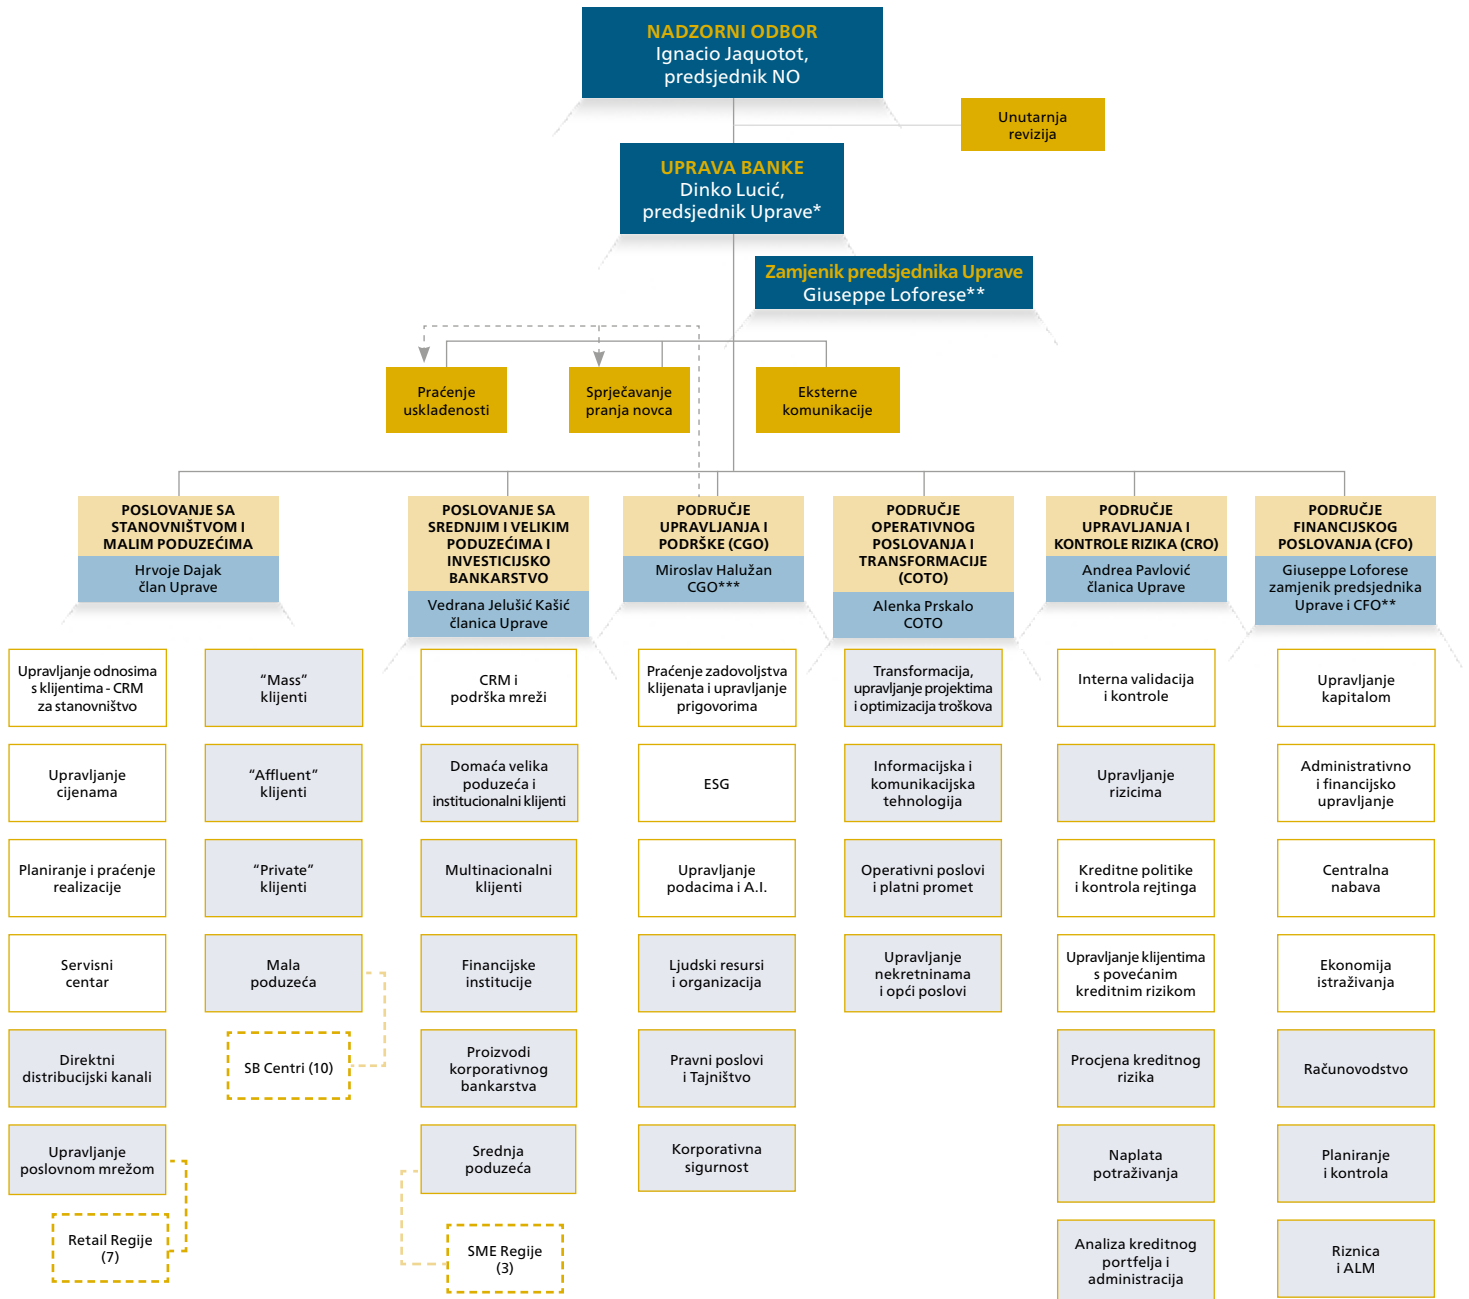 NADZORNI ODBOR
Ignacio Jaquotot,
predsjednik NO
Unutarnja
revizija
UPRAVA BANKE
Dinko Lucić,
predsjednik Uprave*
Zamjenik predsjednika Uprave
Giuseppe Loforese**
Praćenje
usklađenosti
Sprječavanje
pranja novca
Eksterne
komunikacije
POSLOVANJE SA
STANOVNIŠTVOM I
MALIM PODUZEĆIMA
Hrvoje Dajak
član Uprave
Upravljanje odnosima
s klijentima - CRM
za stanovništvo
Upravljanje
cijenama
Planiranje i praćenje
realizacije
Servisni
centar
Direktni
distribucijski kanali
Upravljanje
poslovnom mrežom
Retail Regije
(7)
“Mass”
klijenti
“Affluent”
klijenti
“Private”
klijenti
Mala
poduzeća
SB Centri (10)
POSLOVANJE SA
SREDNJIM I VELIKIM
PODUZEĆIMA I
INVESTICIJSKO
BANKARSTVO
Vedrana Jelušić Kašić
članica Uprave
CRM i
podrška mreži
Domaća velika
poduzeća i
institucionalni klijenti
Multinacionalni
klijenti
Financijske
institucije
Proizvodi
korporativnog
bankarstva
Srednja
poduzeća
SME Regije
(3)
PODRUČJE
UPRAVLJANJA I
PODRŠKE (CGO)
Miroslav Halužan
CGO***
Praćenje zadovoljstva
klijenata i upravljanje
prigovorima
ESG
Upravljanje
podacima i A.I.
Ljudski resursi
i organizacija
Pravni poslovi
i Tajništvo
Korporativna
sigurnost
PODRUČJE
OPERATIVNOG
POSLOVANJA I
TRANSFORMACIJE
(COTO)
Alenka Prskalo
COTO
Transformacija,
upravljanje projektima
i optimizacija troškova
Informacijska i
komunikacijska
tehnologija
Operativni poslovi
i platni promet
Upravljanje
nekretninama
i opći poslovi
PODRUČJE
UPRAVLJANJA I
KONTROLE RIZIKA (CRO)
Andrea Pavlović
članica Uprave
Interna validacija
i kontrole
Upravljanje
rizicima
Kreditne politike
i kontrola rejtinga
Upravljanje klijentima
s povećanim
kreditnim rizikom
Procjena kreditnog
rizika
Naplata
potraživanja
Analiza kreditnog
portfelja i
administracija
PODRUČJE
FINANCIJSKOG
POSLOVANJA (CFO)
Giuseppe Loforese
zamjenik predsjednika
Uprave i CFO**
Upravljanje
kapitalom
Administrativno
i financijsko
upravljanje
Centralna
nabava
Ekonomija
istraživanja
Računovodstvo
Planiranje
i kontrola
Riznica
i ALM